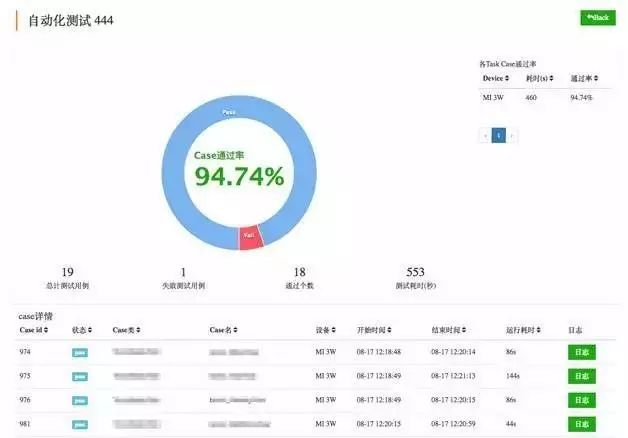 自动化测试 444
Back
各Task Case通过率
Device 耗时(s) 通过率
MI 3W 460 94.74%
1
Pass
Case通过率
94.74%
Fail
19 1 18 553
总计测试用例 失败测试用例 通过个数 测试耗时(秒)
case详情
Case id 状态 Case类 Case名 设备 开始时间 结束时间 运行耗时 日志
974 pass MI 3W 08-17 12:18:48 08-17 12:20:14 86s 日志
975 pass MI 3W 08-17 12:18:49 08-17 12:21:13 144s 日志
976 pass MI 3W 08-17 12:18:49 08-17 12:20:15 86s 日志
981 pass MI 3W 08-17 12:20:15 08-17 12:20:59 44s 日志